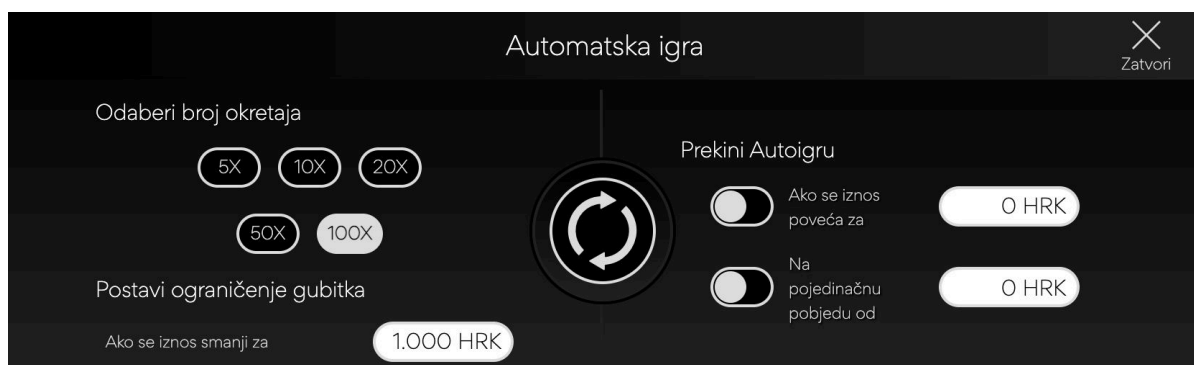 Automatska igra
Zatvori
Odaberi broj okretaja
5X 10X 20X
50X 100X
Postavi ograničenje gubitka
Ako se iznos smanji za 1.000 HRK
Prekini Autoigru
Ako se iznos
poveća za
0 HRK
Na
pojedinačnu
pobjedu od
0 HRK